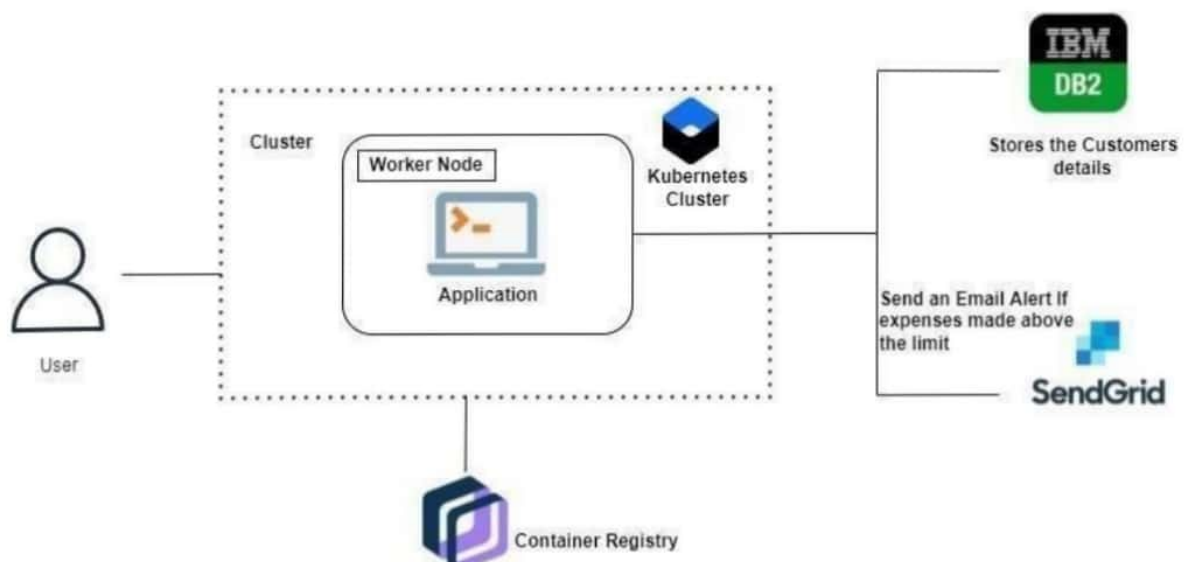 IBM
DB2
Stores the Customers
details
Cluster
Worker Node
Kubernetes
Cluster
Application
User
Send an Email Alert If
expenses made above
the limit
SendGrid
Container Registry